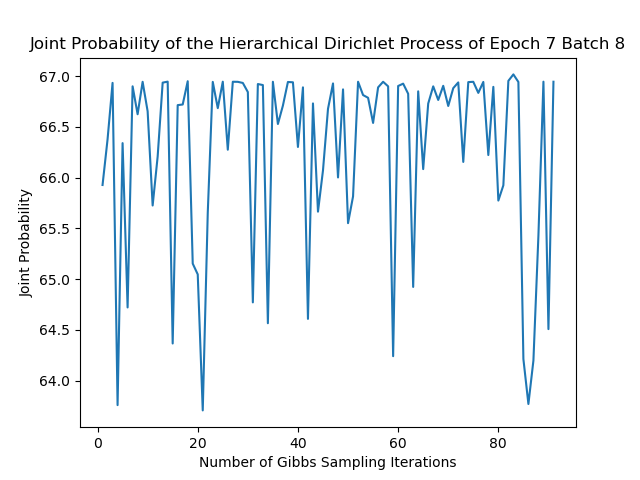 Joint Probability of the Hierarchical Dirichlet Process of Epoch 7 Batch 8
67.0
66.5
66.0
65.5
65.0
64.5
64.0
Joint Probability
0 20 40 60 80
Number of Gibbs Sampling Iterations